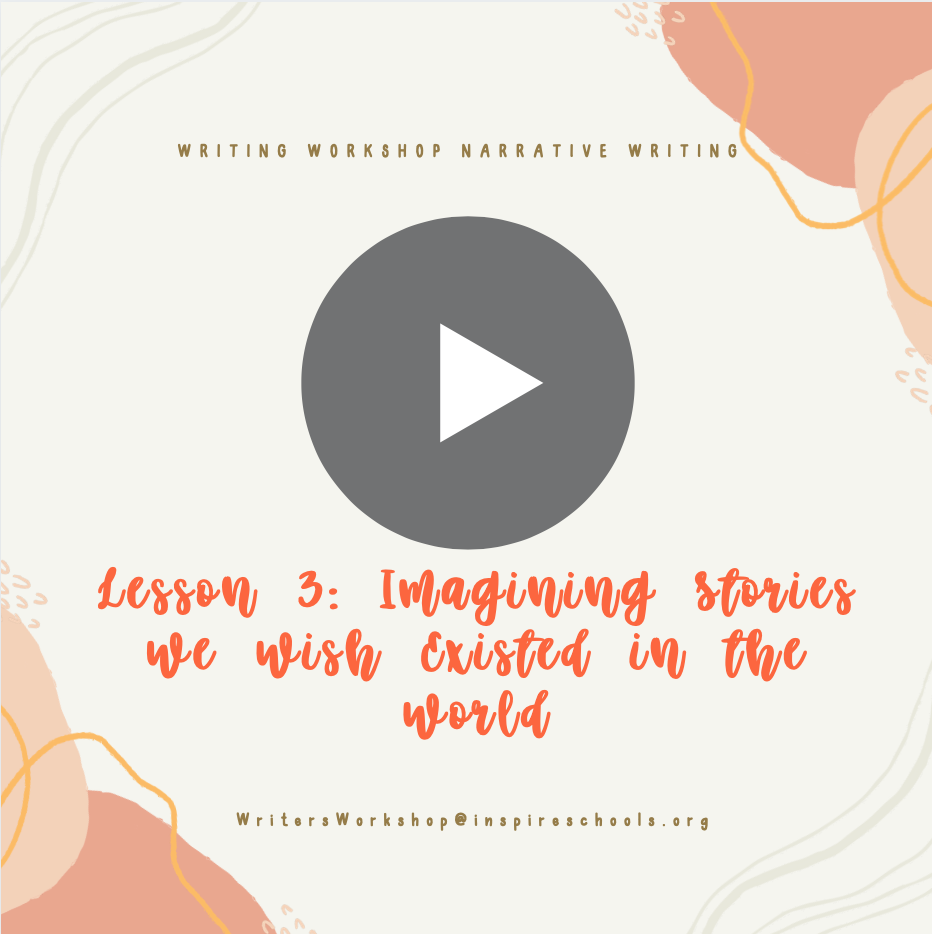 WRITING WORKSHOP NARRATIVE WRITING
Lesson 3: Imagining Stories
we wish Existed in the
world
WritersWorkshop@inspireschools.org